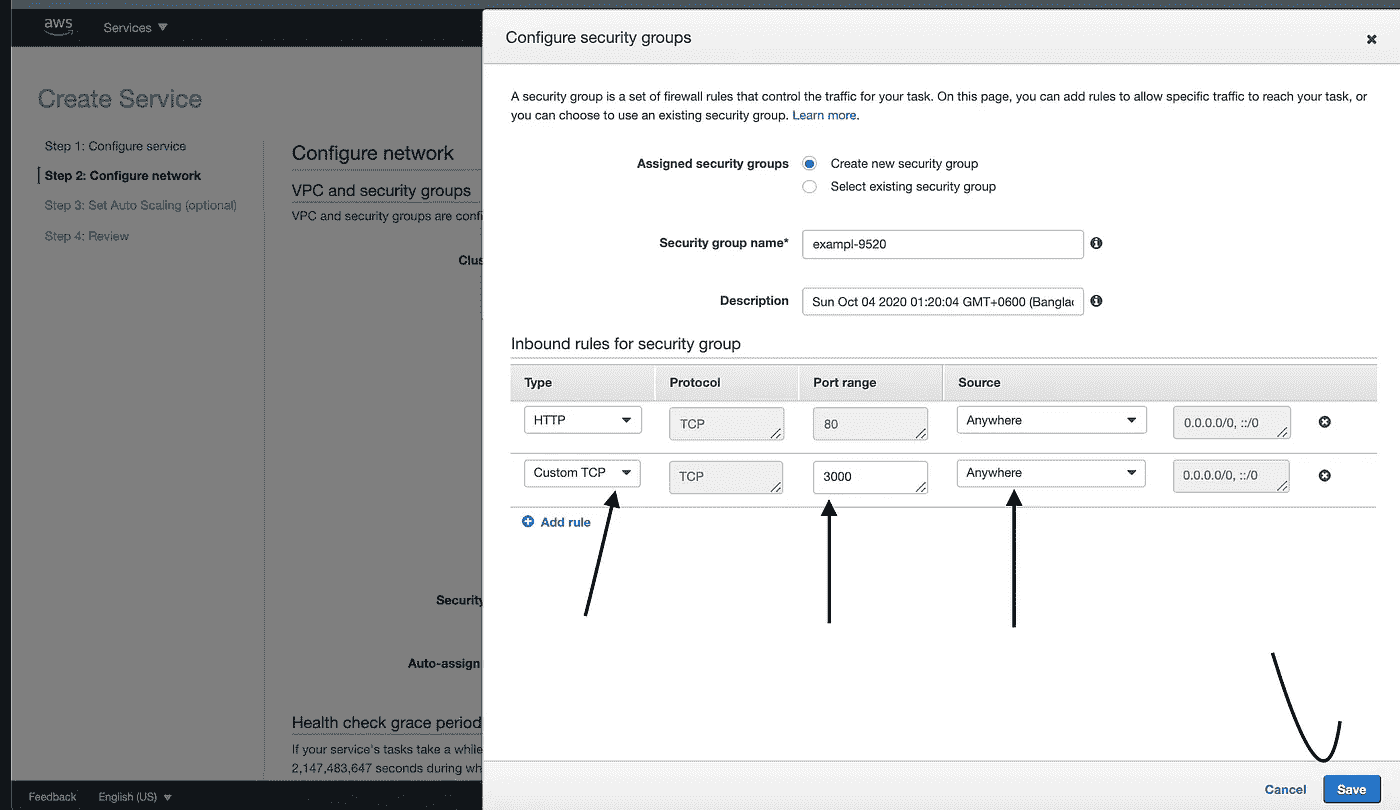 aws
Services
Create Service
Step 1: Configure service
Step 2: Configure network
Step 3: Set Auto Scaling (optional)
Step 4: Review
Configure network
VPC and security groups
VPC and security groups are confi
Clus
Security
Auto-assign
Health check grace period
If your service's tasks take a while
2,147,483,647 seconds during wh
Feedback English (US)
Configure security groups
A security group is a set of firewall rules that control the traffic for your task. On this page, you can add rules to allow specific traffic to reach your task, or
you can choose to use an existing security group. Learn more.
Assigned security groups Create new security group
Select existing security group
Security group name* exampl-9520
Description Sun Oct 04 2020 01:20:04 GMT+0600 (Banglac
Inbound rules for security group
Type Protocol Port range Source
HTTP TCP 80 Anywhere 0.0.0.0/0, ::/0
Custom TCP TCP 3000 Anywhere 0.0.0.0/0, ::/0
Add rule
Cancel Save